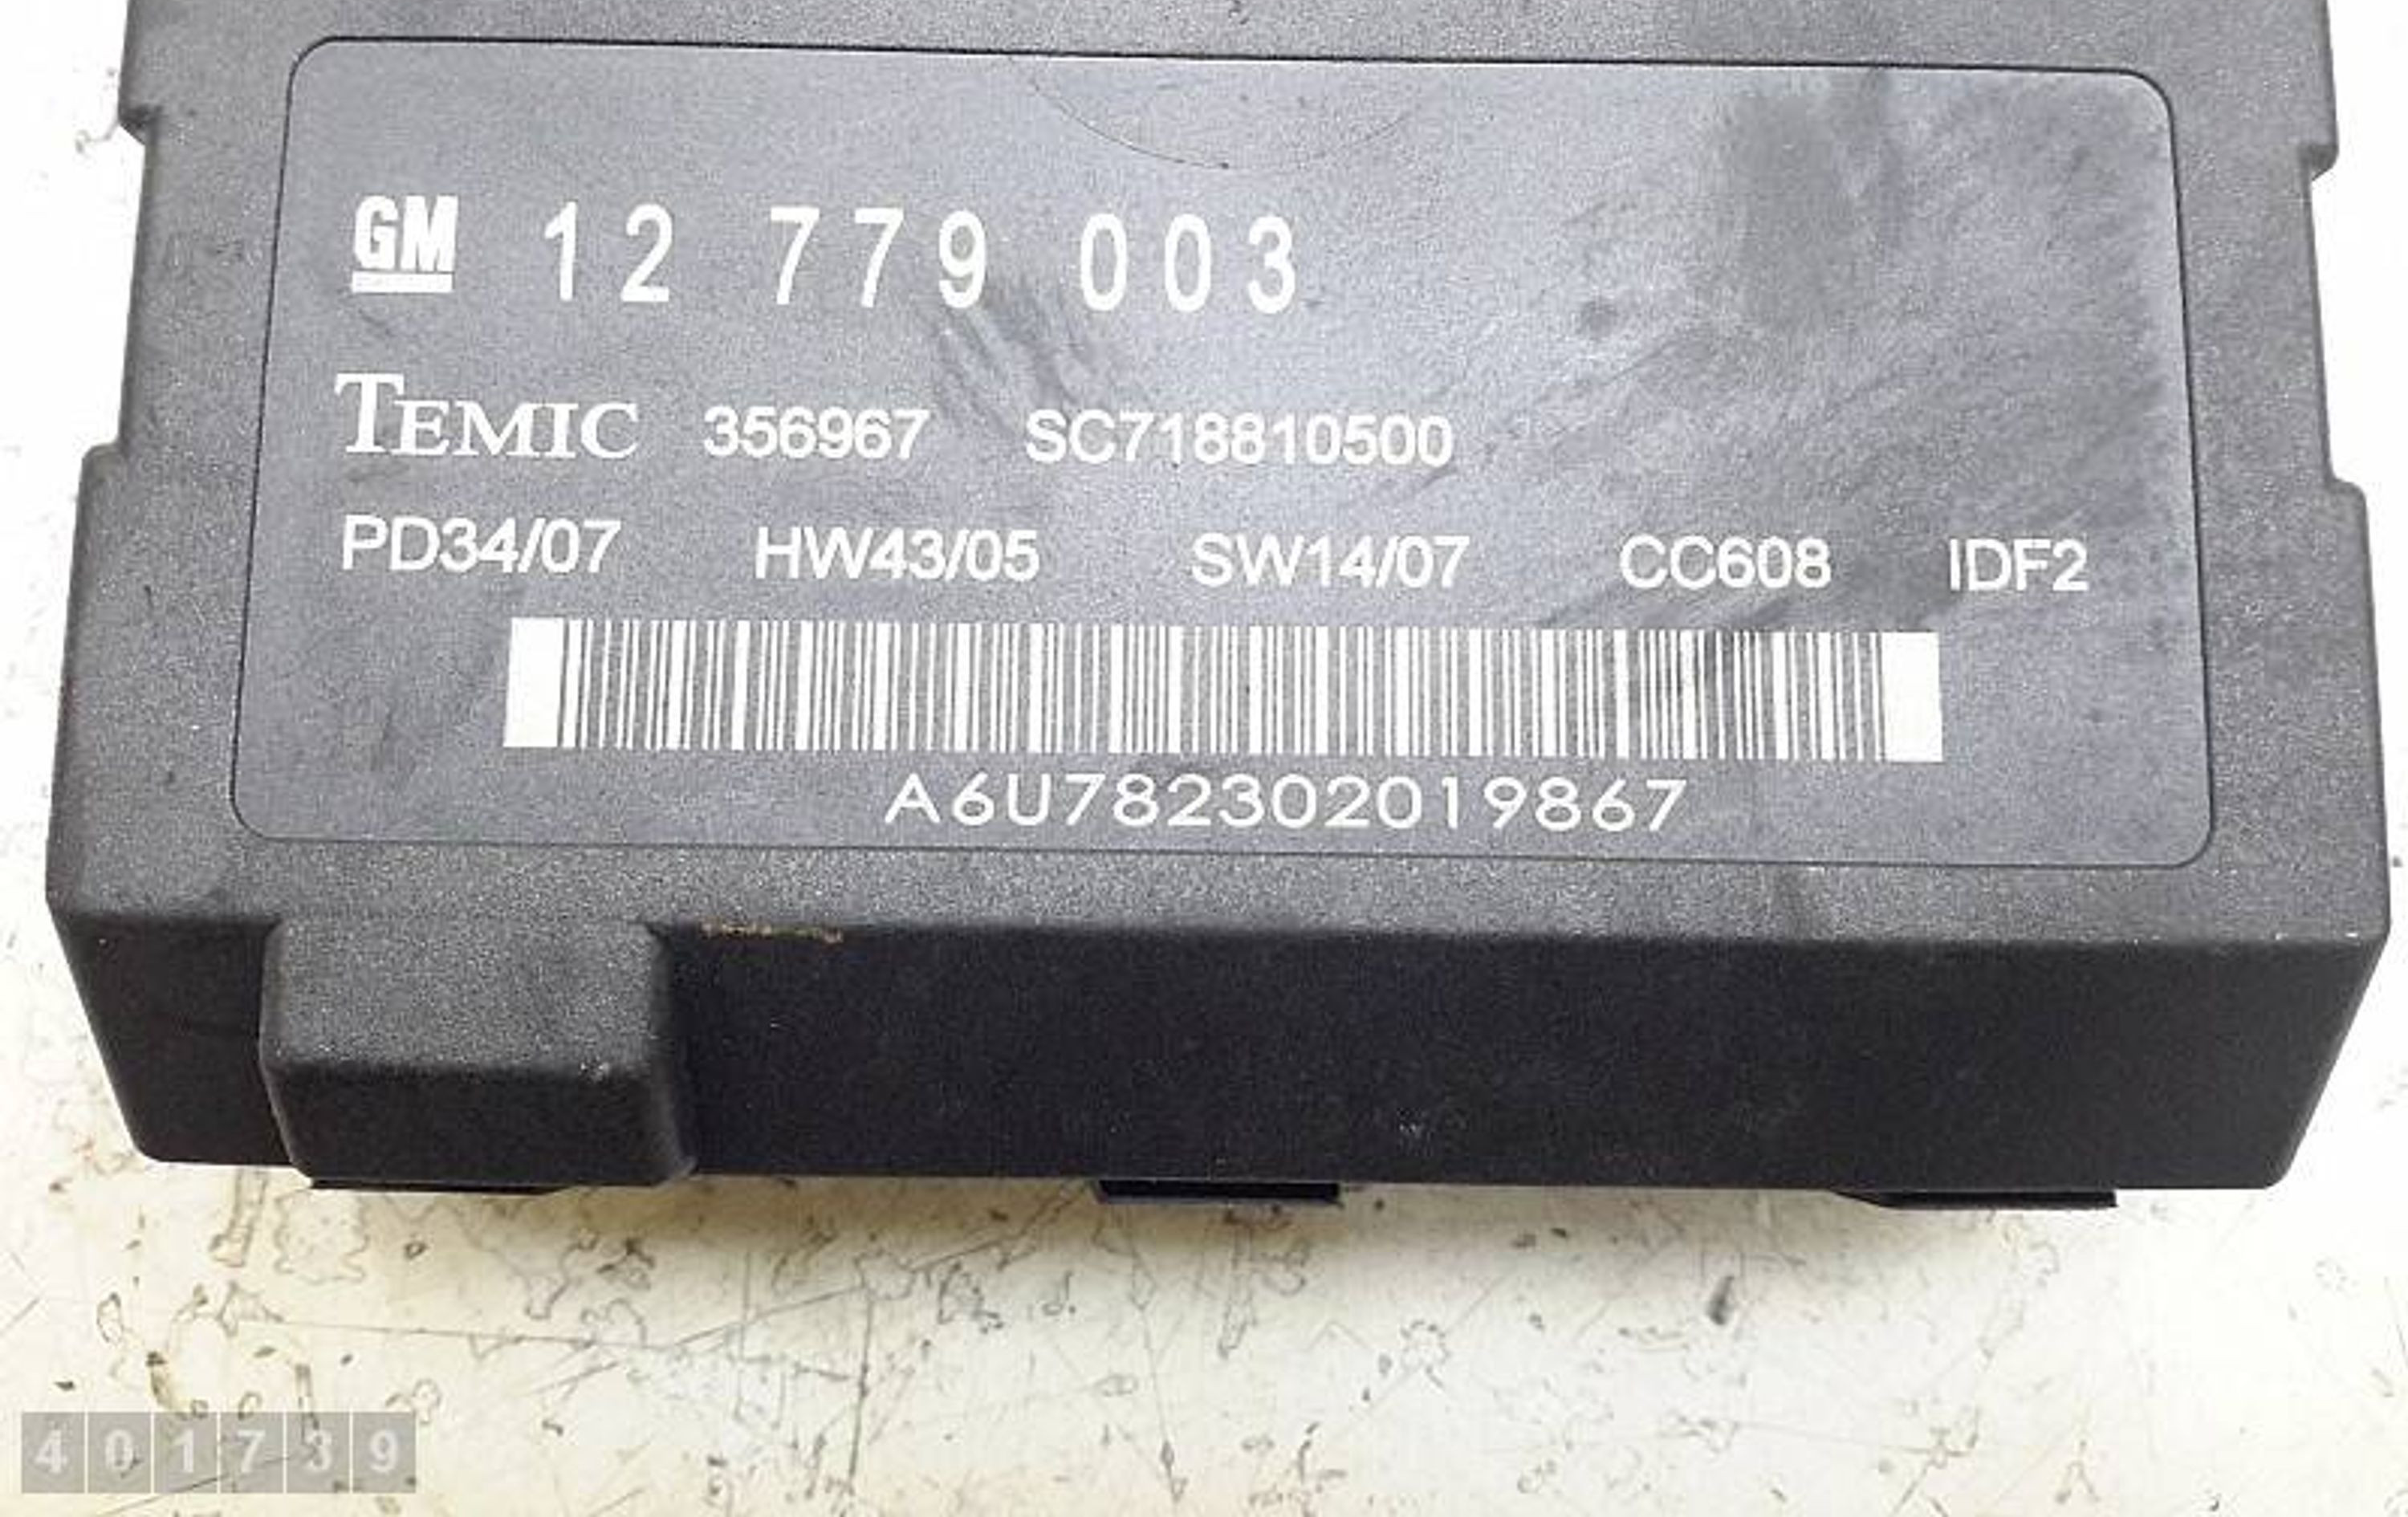 GM 12 779 003
TEMIC 356967 SC718810500
PD34/07 HW43/05 SW14/07 CC608 IDF2
A6U782302019867
401739